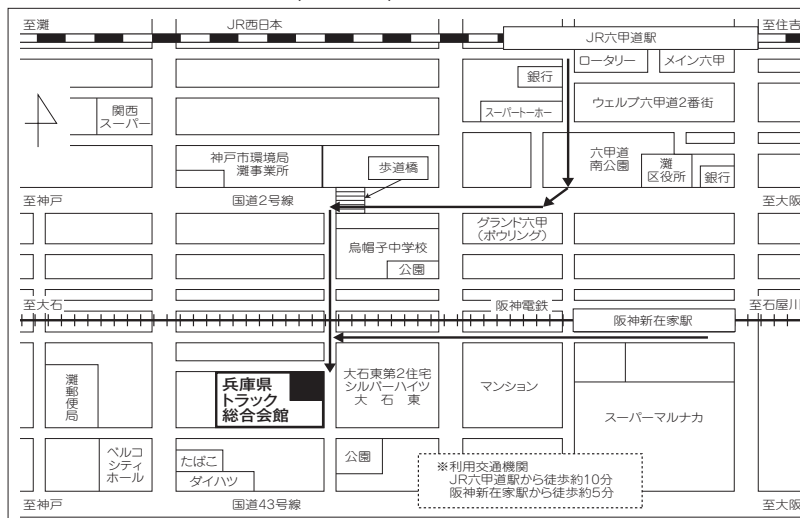 至灘
JR西日本
至住吉
JR六甲道駅
ロータリー
メイン六甲
銀行
関西
スーパー
スーパートーホー
ウェルブ六甲道2番街
神戸市環境局
灘事業所
歩道橋
六甲道
南公園
灘
区役所
銀行
至神戸
国道2号線
至大阪
グランド六甲
(ボウリング)
烏帽子中学校
公園
至大石
阪神電鉄
至石屋川
阪神新在家駅
灘郵便局
兵庫県
トラック
総合会館
大石東第2住宅
シルバーハイツ
大石東
マンション
スーパーマルナカ
ベルコ
シティ
ホール
たばこ
ダイハツ
公園
※利用交通機関
JR六甲道駅から徒歩約10分
阪神新在家駅から徒歩約5分
至神戸
国道43号線
至大阪